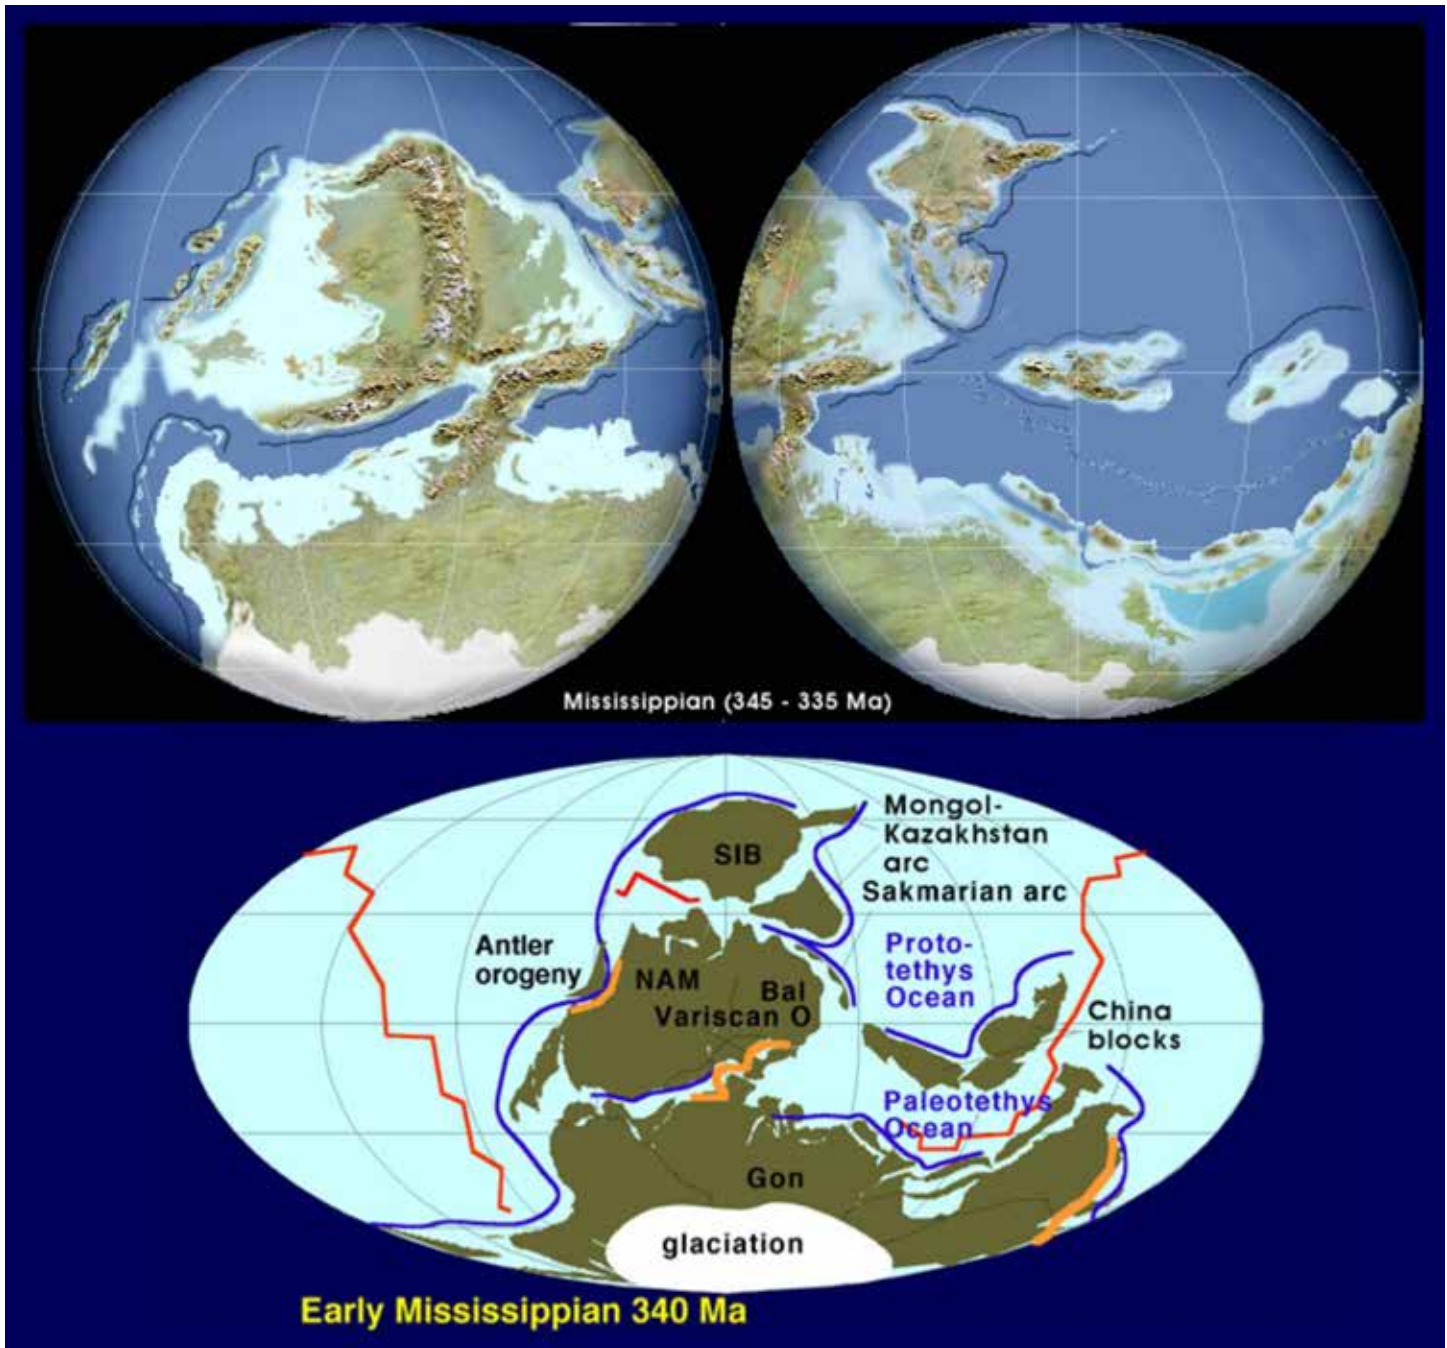 Mississippian (345 - 335 Ma)
Mongol-
Kazakhstan
arc
SIB
Sakmarian arc
Antler
orogeny
Proto-
tethys
Ocean
NAM
Bal
Variscan O
China
blocks
Paleotethys
Ocean
Gon
glaciation
Early Mississippian 340 Ma